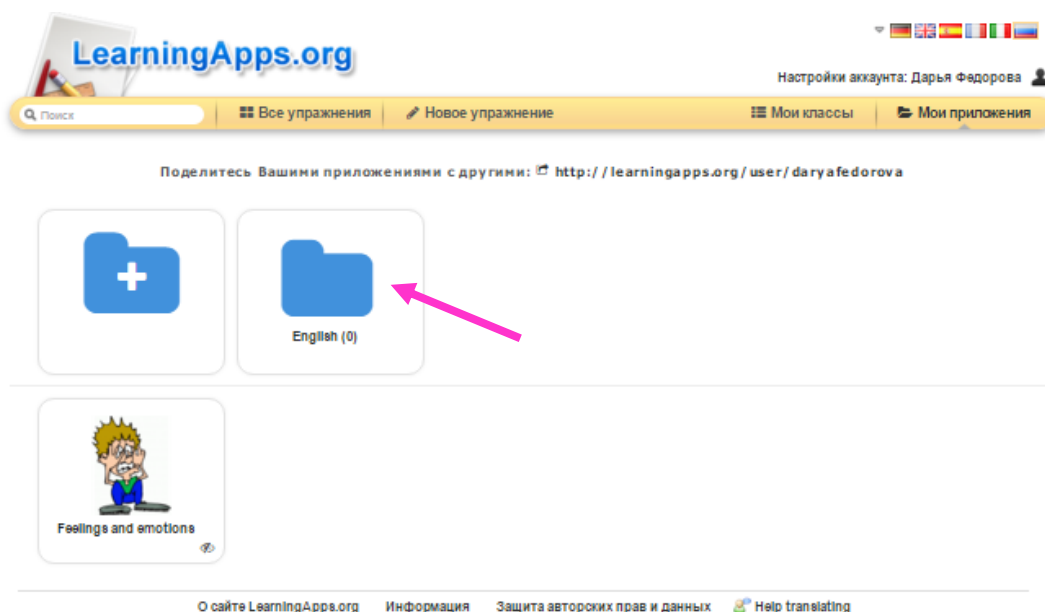 LearningApps.org
Настройки аккаунта: Дарья Федорова
Поиск
Все упражнения
Новое упражнение
Мои классы
Мои приложения
Поделитесь Вашими приложениями с другими: http://learningapps.org/user/daryafedorova
English (0)
Feelings and emotions
О сайте LearningApps.org Информация Защита авторских прав и данных Help translating